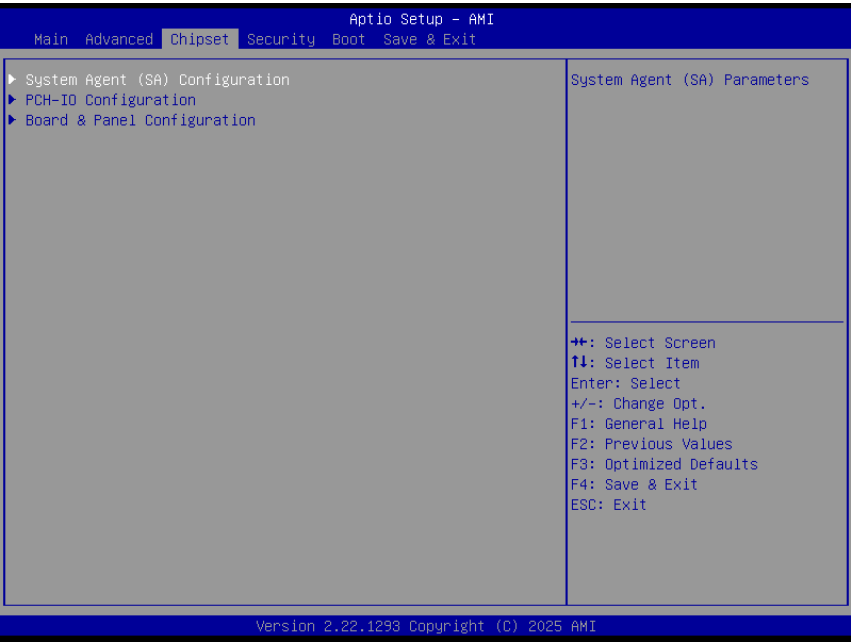 Aptio Setup – AMI
Main Advanced Chipset Security Boot Save & Exit
System Agent (SA) Configuration
PCH-IO Configuration
Board & Panel Configuration
System Agent (SA) Parameters
→←: Select Screen
↑↓: Select Item
Enter: Select
+/-: Change Opt.
F1: General Help
F2: Previous Values
F3: Optimized Defaults
F4: Save & Exit
ESC: Exit
Version 2.22.1293 Copyright (C) 2025 AMI